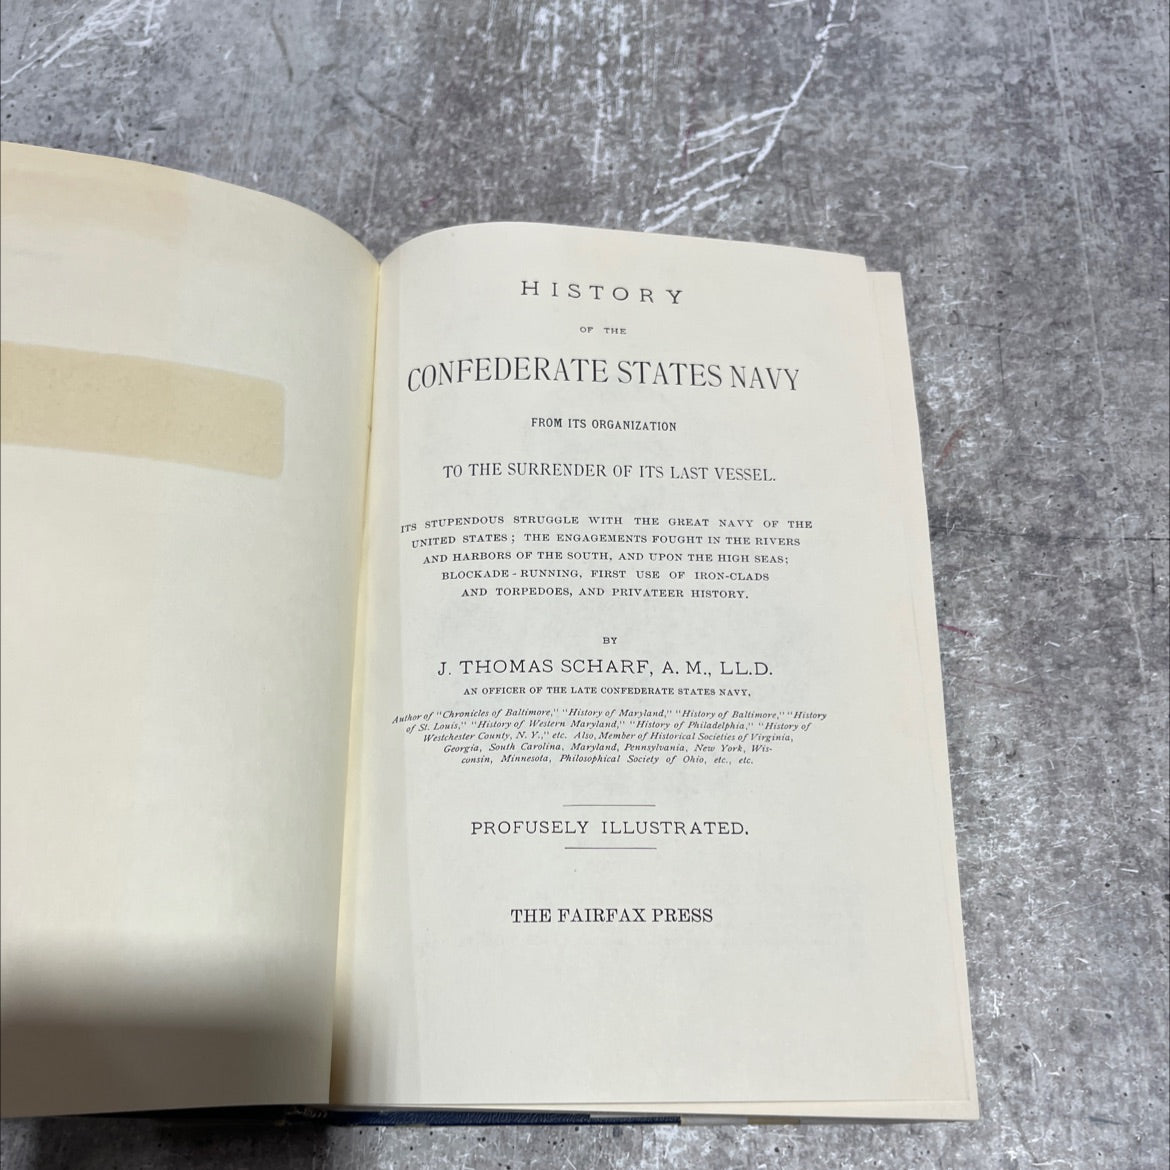 HISTORY
OF THE
CONFEDERATE STATES NAVY
FROM ITS ORGANIZATION
TO THE SURRENDER OF ITS LAST VESSEL.
ITS STUPENDOUS STRUGGLE WITH THE GREAT NAVY OF THE
UNITED STATES; THE ENGAGEMENTS FOUGHT IN THE RIVERS
AND HARBORS OF THE SOUTH, AND UPON THE HIGH SEAS;
BLOCKADE-RUNNING, FIRST USE OF IRON-CLADS
AND TORPEDOES, AND PRIVATEER HISTORY.
BY
J. THOMAS SCHARF, A. M., LL.D.
AN OFFICER OF THE LATE CONFEDERATE STATES NAVY,
Author of "Chronicles of Baltimore," "History of Maryland," "History of Baltimore," "History
of St. Louis," "History of Western Maryland," "History of Philadelphia," "History of
Westchester County, N. Y.," etc. Also, Member of Historical Societies of Virginia,
Georgia, South Carolina, Maryland, Pennsylvania, New York, Wis-
consin, Minnesota, Philosophical Society of Ohio, etc., etc.
PROFUSELY ILLUSTRATED.
THE FAIRFAX PRESS